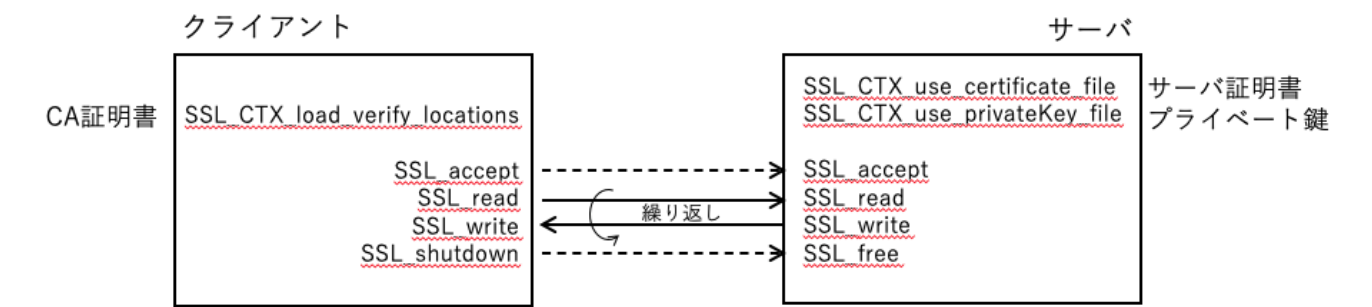 クライアント
サーバ
CA証明書
SSL_CTX_load_verify_locations
SSL_accept
SSL_read
SSL_write
SSL_shutdown
繰り返し
SSL_CTX_use_certificate_file
SSL_CTX_use_privateKey_file
SSL_accept
SSL_read
SSL_write
SSL_free
サーバ証明書
プライベート鍵